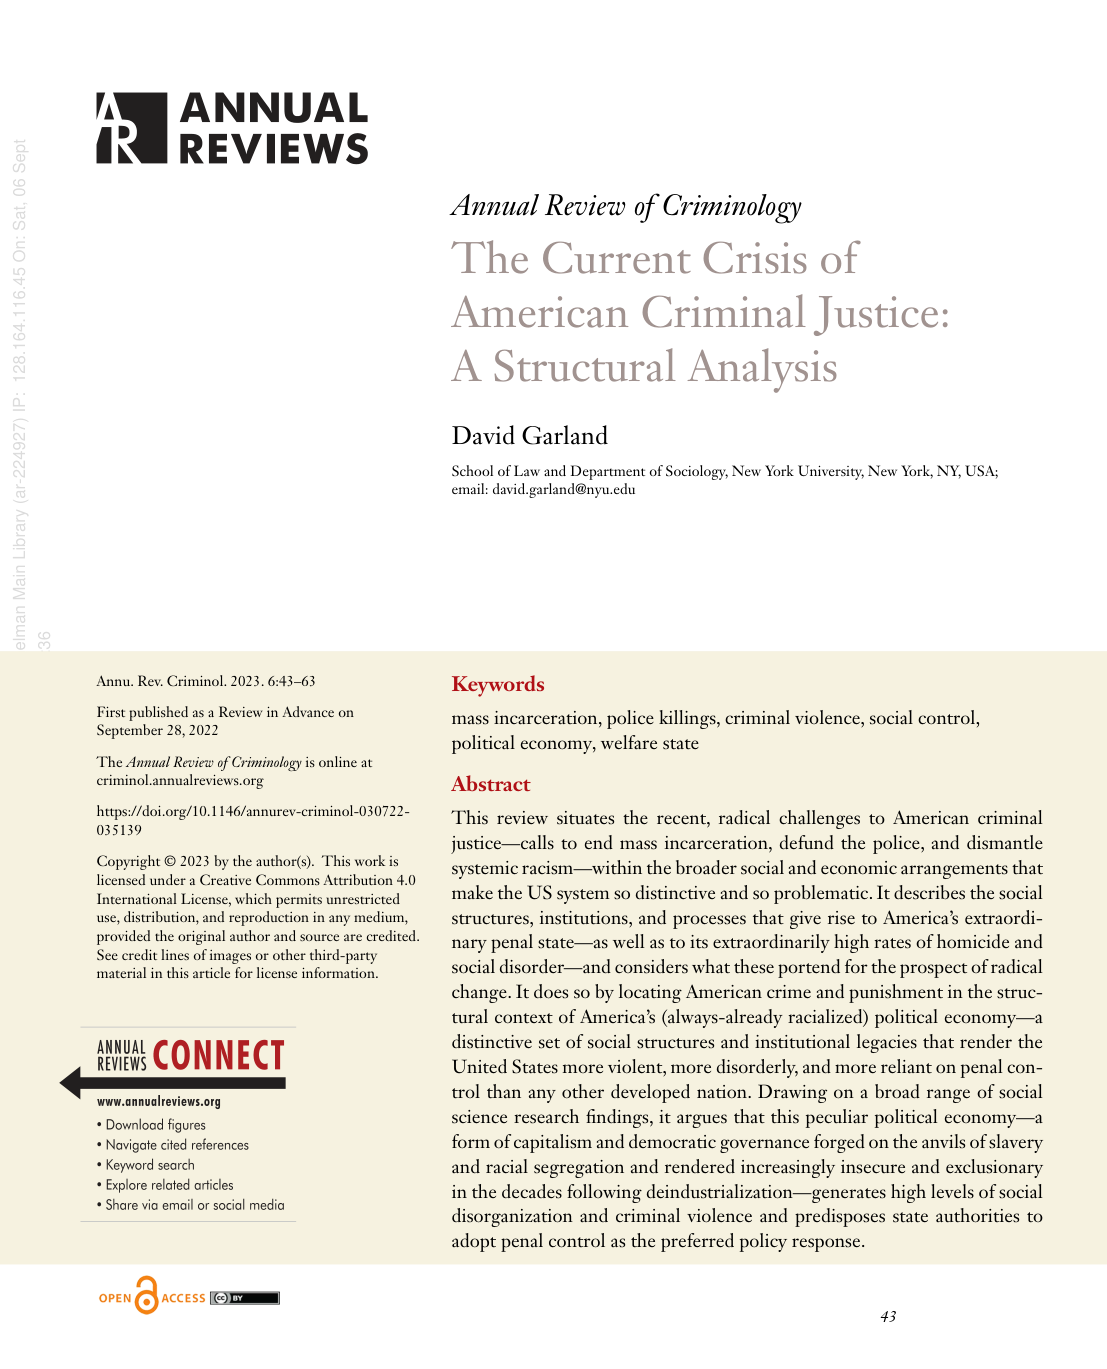 ANNUAL
REVIEWS
Annual Review of Criminology
The Current Crisis of
American Criminal Justice:
A Structural Analysis
David Garland
School of Law and Department of Sociology, New York University, New York, NY, USA;
email: david.garland@nyu.edu
elman Main Library (ar-224927) IP: 128.164.116.45 On: Sat, 06 Sept
:36
Annu. Rev. Criminol. 2023. 6:43–63
First published as a Review in Advance on
September 28, 2022
The Annual Review of Criminology is online at
criminol.annualreviews.org
https://doi.org/10.1146/annurev-criminol-030722-
035139
Copyright © 2023 by the author(s). This work is
licensed under a Creative Commons Attribution 4.0
International License, which permits unrestricted
use, distribution, and reproduction in any medium,
provided the original author and source are credited.
See credit lines of images or other third-party
material in this article for license information.
ANNUAL
REVIEWS CONNECT
www.annualreviews.org
• Download figures
• Navigate cited references
• Keyword search
• Explore related articles
• Share via email or social media
Keywords
mass incarceration, police killings, criminal violence, social control,
political economy, welfare state
Abstract
This review situates the recent, radical challenges to American criminal
justice—calls to end mass incarceration, defund the police, and dismantle
systemic racism—within the broader social and economic arrangements that
make the US system so distinctive and so problematic. It describes the social
structures, institutions, and processes that give rise to America's extraordi-
nary penal state—as well as to its extraordinarily high rates of homicide and
social disorder—and considers what these portend for the prospect of radical
change. It does so by locating American crime and punishment in the struc-
tural context of America's (always-already racialized) political economy—a
distinctive set of social structures and institutional legacies that render the
United States more violent, more disorderly, and more reliant on penal con-
trol than any other developed nation. Drawing on a broad range of social
science research findings, it argues that this peculiar political economy—a
form of capitalism and democratic governance forged on the anvils of slavery
and racial segregation and rendered increasingly insecure and exclusionary
in the decades following deindustrialization—generates high levels of social
disorganization and criminal violence and predisposes state authorities to
adopt penal control as the preferred policy response.
OPEN ACCESS cc BY
43